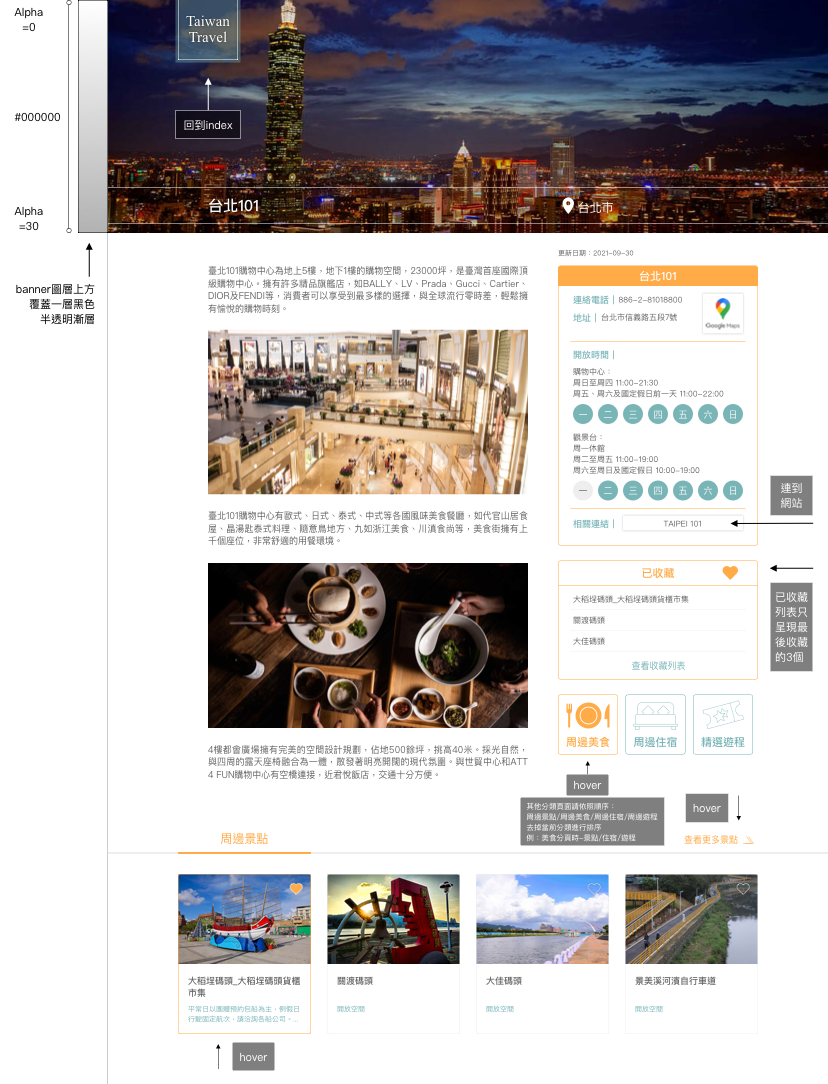 Alpha
=0
#000000
Alpha
=30
banner圖層上方
覆蓋一層黑色
半透明漸層
Taiwan
Travel
回到index
台北101
台北市
更新日期：2021-09-30
臺北101購物中心為地上5樓，地下1樓的購物空間，23000坪，是臺灣首座國際頂
級購物中心。擁有許多精品旗艦店，如BALLY、LV、Prada、Gucci、Cartier、
DIOR及FENDI等，消費者可以享受到最多樣的選擇，與全球流行零時差，輕鬆擁
有愉悅的購物時刻。
臺北101購物中心有歐式、日式、泰式、中式等各國風味美食餐廳，如代官山居食
屋、晶湯匙泰式料理、隨意鳥地方、九如浙江美食、川滇食尚等，美食街擁有上
千個座位，非常舒適的用餐環境。
4樓都會廣場擁有完美的空間設計規劃，佔地500餘坪，挑高40米。採光自然，
與四周的露天座椅融合為一體，散發著明亮開闊的現代氛圍。與世貿中心和ATT
4 FUN購物中心有空橋連接，近君悅飯店，交通十分方便。
台北101
連絡電話｜886-2-81018800
地址｜台北市信義路五段7號
Google Maps
開放時間｜
購物中心：
周日至周四 11:00-21:30
周五、周六及國定假日前一天 11:00-22:00
一 二 三 四 五 六 日
觀景台：
周一休館
周二至周五 11:00-19:00
周六至周日及國定假日 10:00-19:00
一 二 三 四 五 六 日
相關連結｜ TAIPEI 101
連到
網站
已收藏
大稻埕碼頭_大稻埕碼頭貨櫃市集
關渡碼頭
大佳碼頭
查看收藏列表
已收藏
列表只
呈現最
後收藏
的3個
周邊美食
周邊住宿
精選遊程
hover
其他分類頁面請依照順序：
周邊景點/周邊美食/周邊住宿/周邊遊程
去掉當前分類進行排序
例：美食分頁時-景點/住宿/遊程
hover
查看更多景點
周邊景點
大稻埕碼頭_大稻埕碼頭貨櫃
市集
平常日以團體預約包船為主，例假日
行駛固定航次，請洽詢各船公司。...
關渡碼頭
開放空間
大佳碼頭
開放空間
景美溪河濱自行車道
開放空間
hover